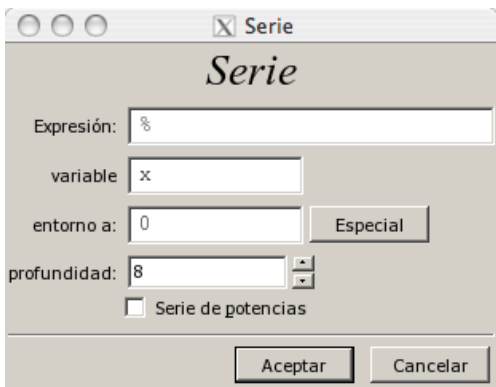 Serie
Serie
Expresión: %
variable x
entorno a: 0 Especial
profundidad: 8
Serie de potencias
Aceptar Cancelar